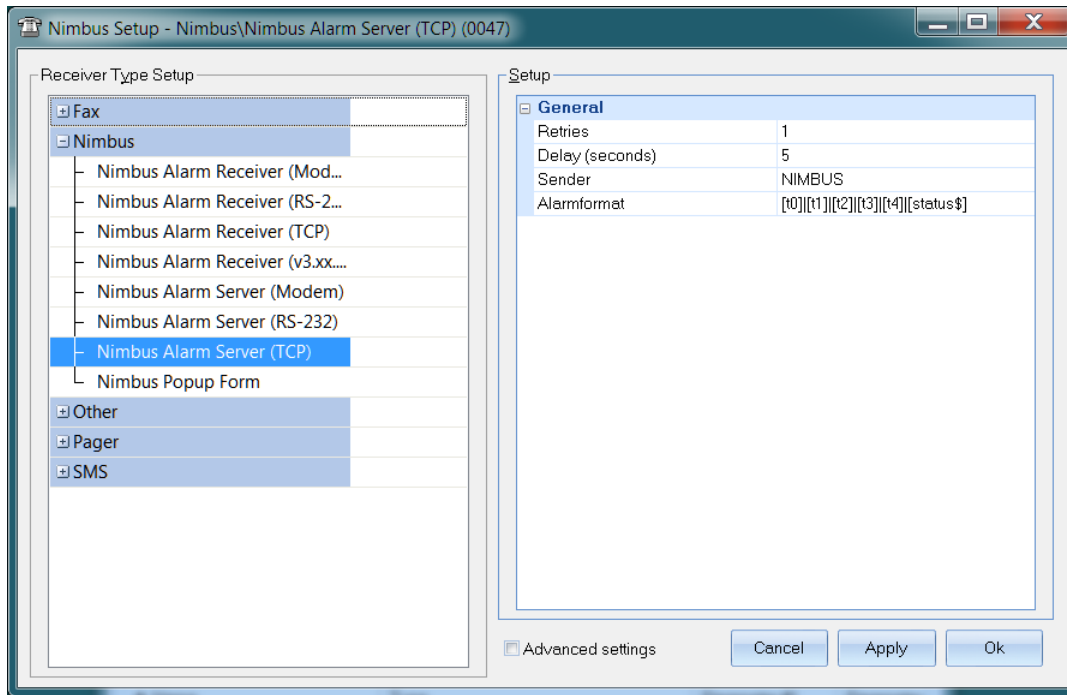 Nimbus Setup - Nimbus\Nimbus Alarm Server (TCP) (0047)
Receiver Type Setup
Fax
Nimbus
Nimbus Alarm Receiver (Mod...
Nimbus Alarm Receiver (RS-2...
Nimbus Alarm Receiver (TCP)
Nimbus Alarm Receiver (v3.xx....
Nimbus Alarm Server (Modem)
Nimbus Alarm Server (RS-232)
Nimbus Alarm Server (TCP)
Nimbus Popup Form
Other
Pager
SMS
Setup
General
Retries 1
Delay (seconds) 5
Sender NIMBUS
Alarmformat [t0]|[t1]|[t2]|[t3]|[t4]|[status$]
Advanced settings
Cancel
Apply
Ok